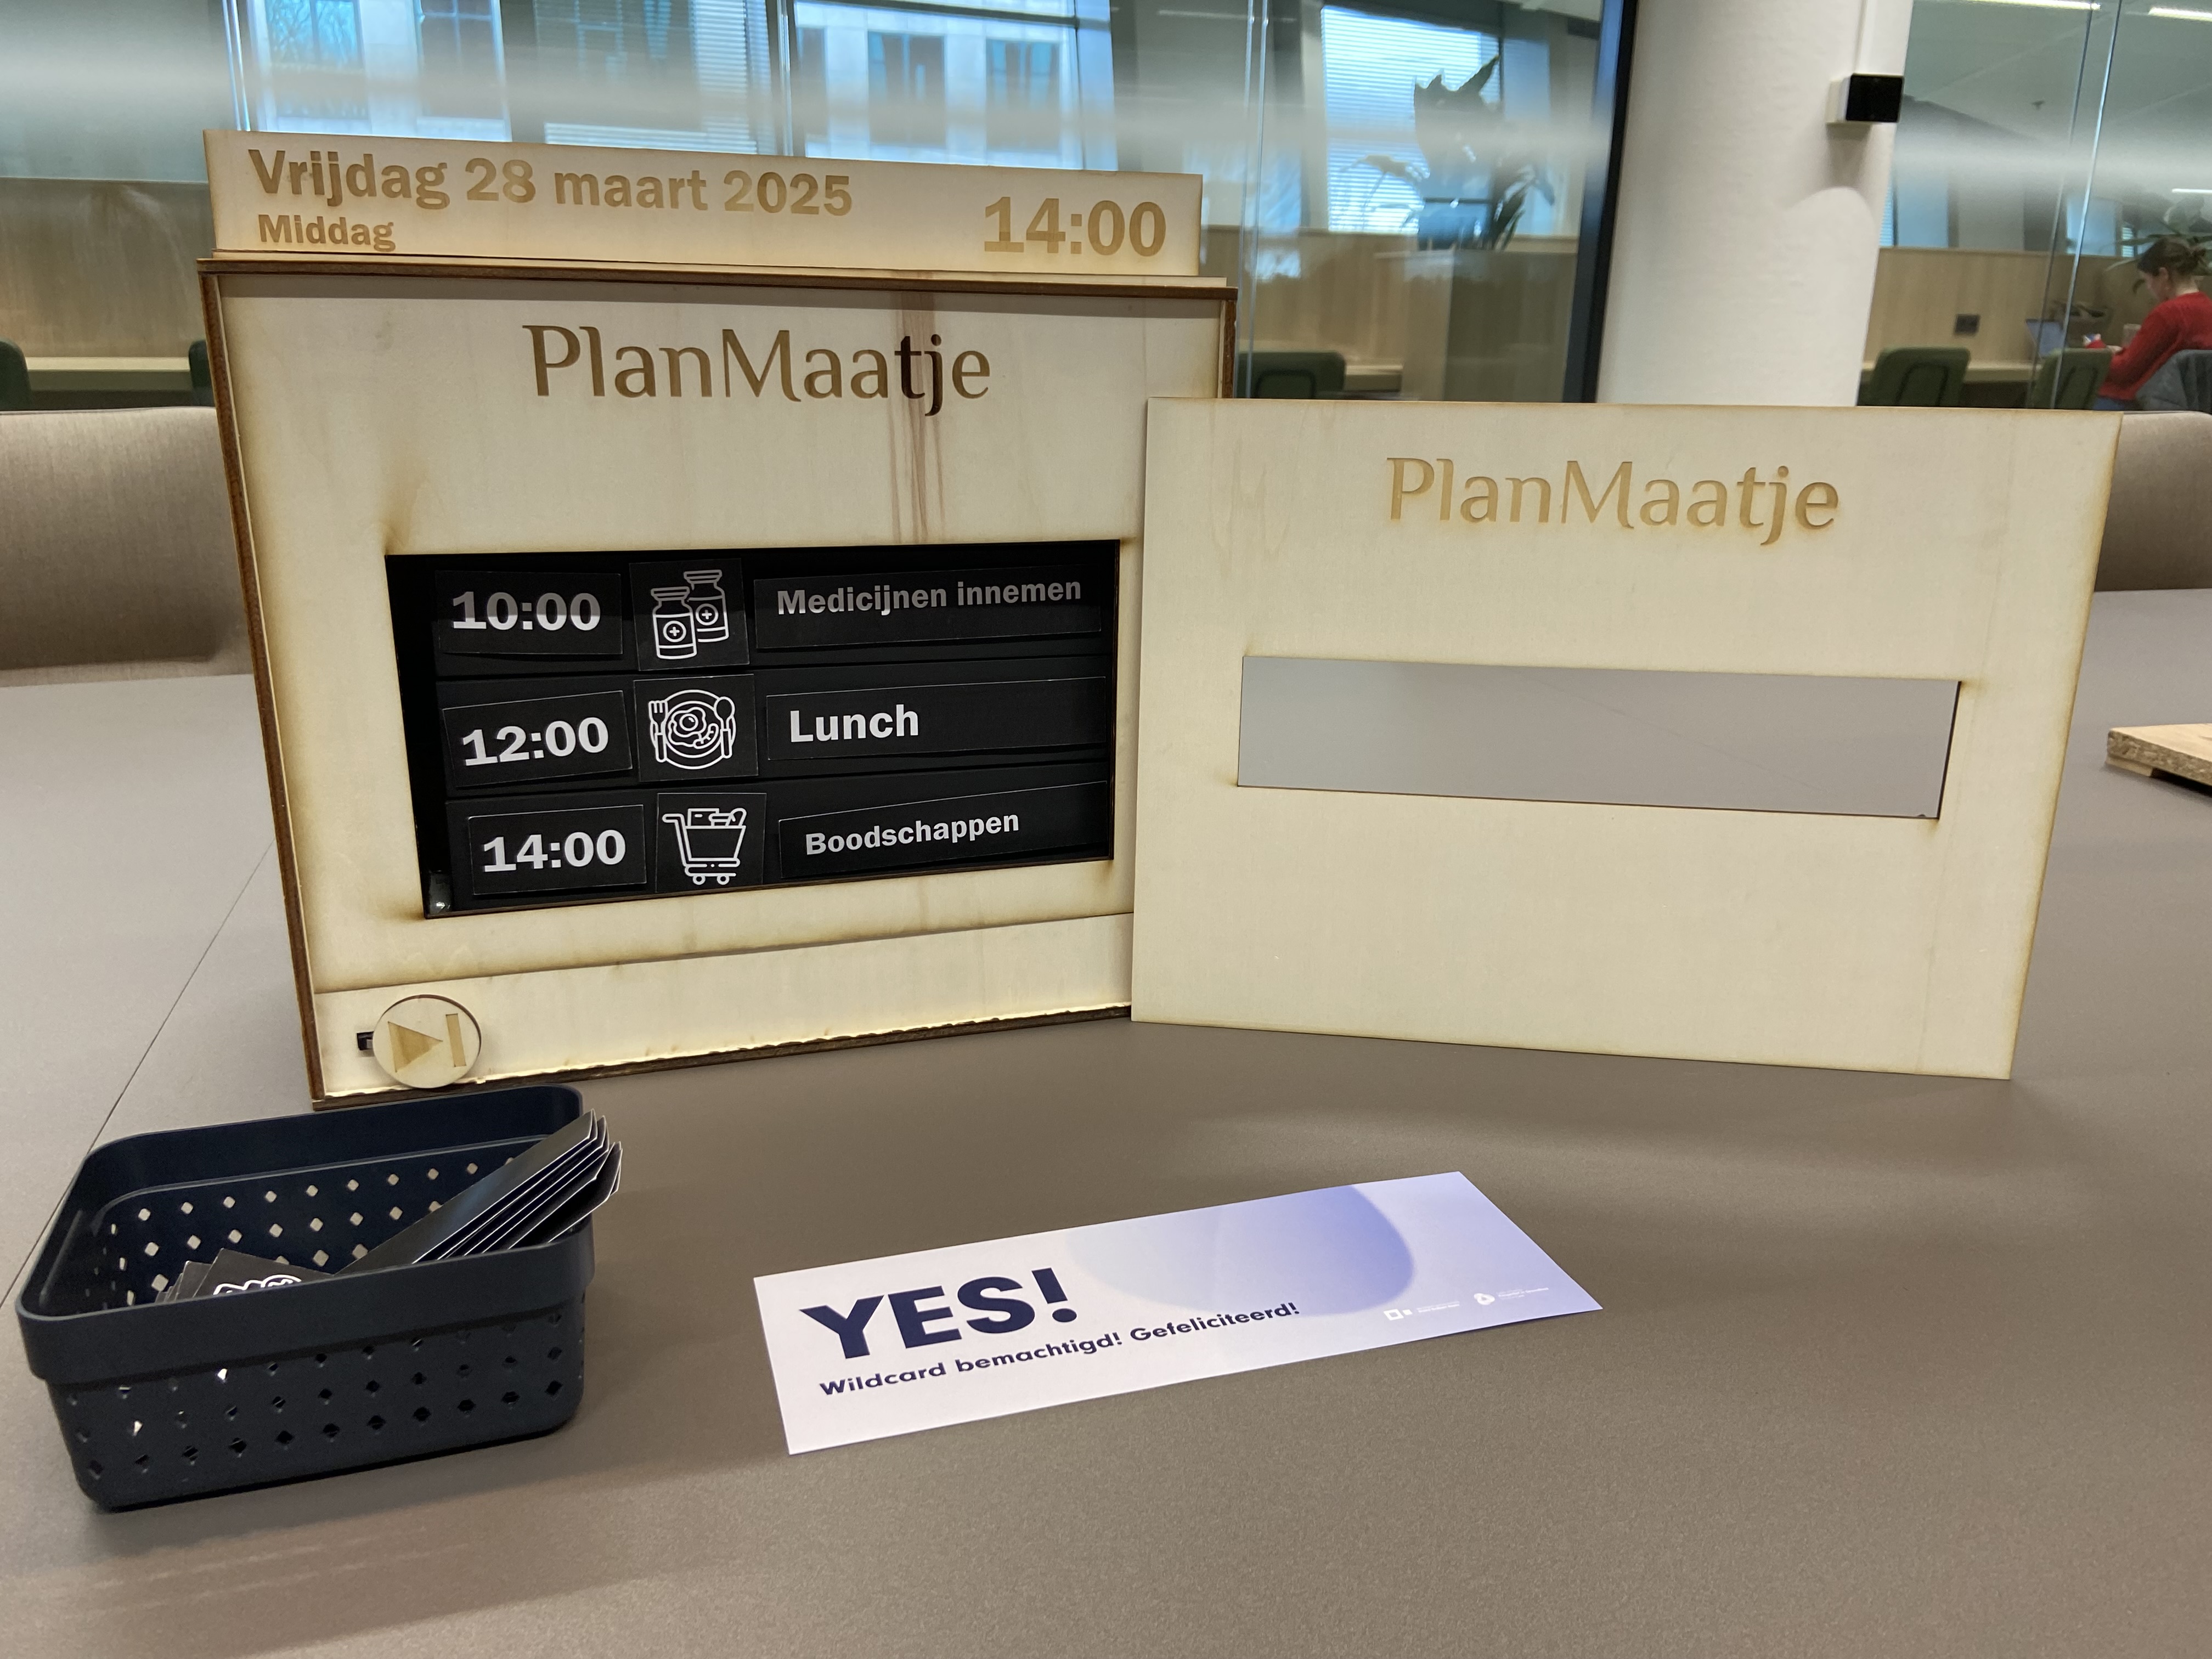 Vrijdag 28 maart 2025
Middag
14:00
PlanMaatje
10:00 Medicijnen innemen
12:00 Lunch
14:00 Boodschappen
PlanMaatje
YES!
Wildcard bemachtigd! Gefeliciteerd!